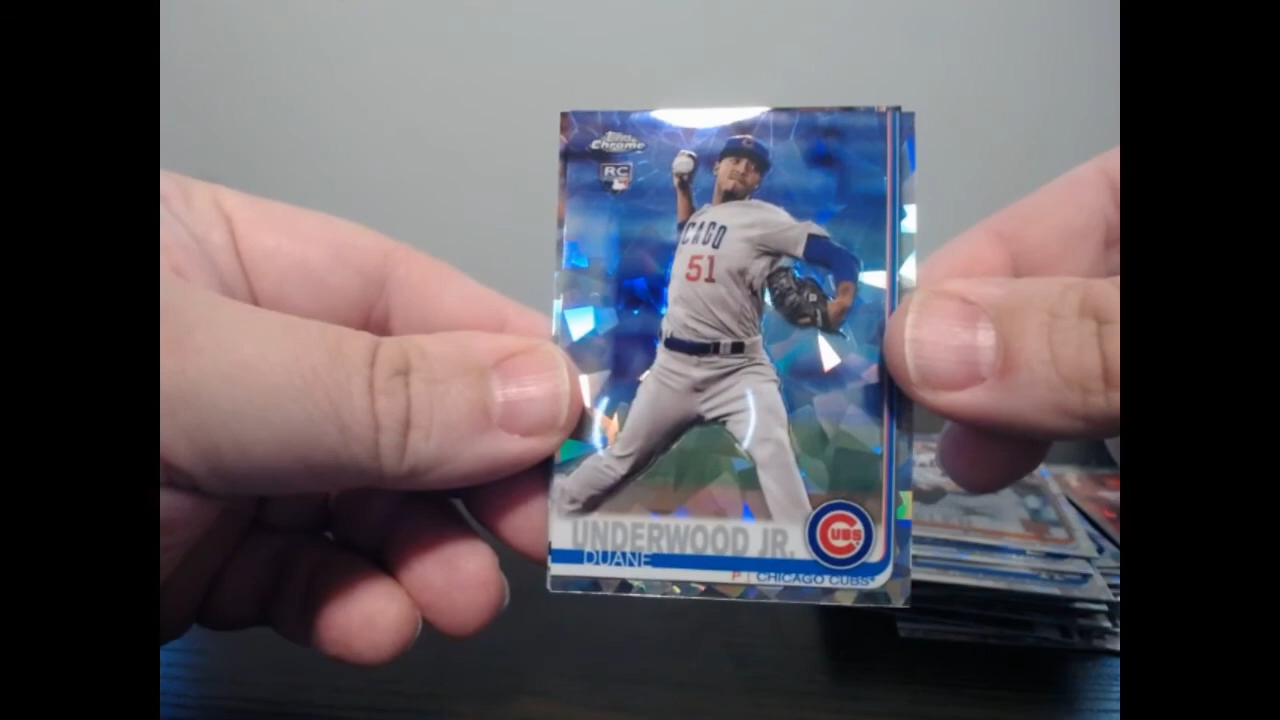 Topps
Chrome
RC
CAGO
51
UNDERWOOD JR.
DUANE
CUBS
P | CHICAGO CUBS